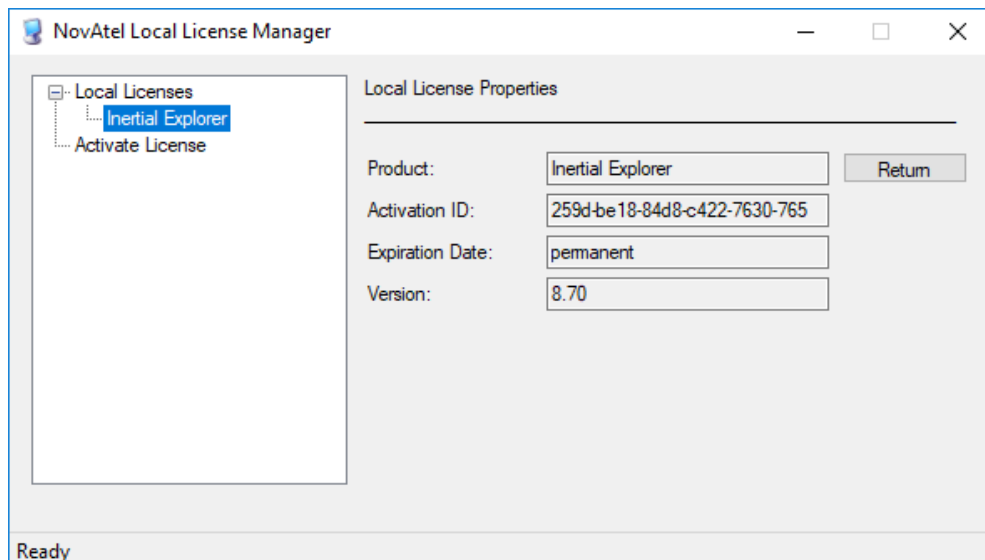 NovAtel Local License Manager
Local Licenses
Inertial Explorer
Activate License
Local License Properties
Product:
Inertial Explorer
Return
Activation ID:
259d-be18-84d8-c422-7630-765
Expiration Date:
permanent
Version:
8.70
Ready